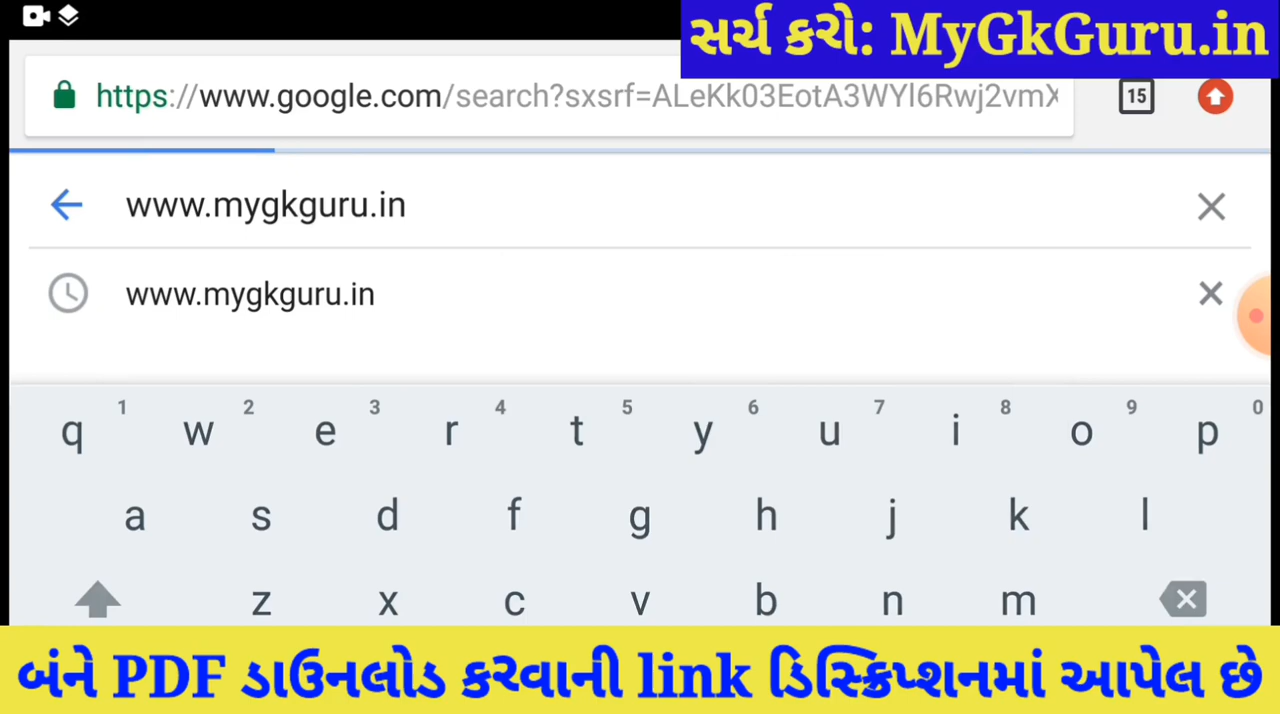 સર્ચ કરો: MyGkGuru.in
https://www.google.com/search?sxsrf=ALeKk03EotA3WYl6Rwj2vmX
15
www.mygkguru.in
www.mygkguru.in
1 2 3 4 5 6 7 8 9 0
q w e r t y u i o p
a s d f g h j k l
z x c v b n m
બંને PDF ડાઉનલોડ કરવાની link ડિસ્ક્રિપ્શનમાં આપેલ છે